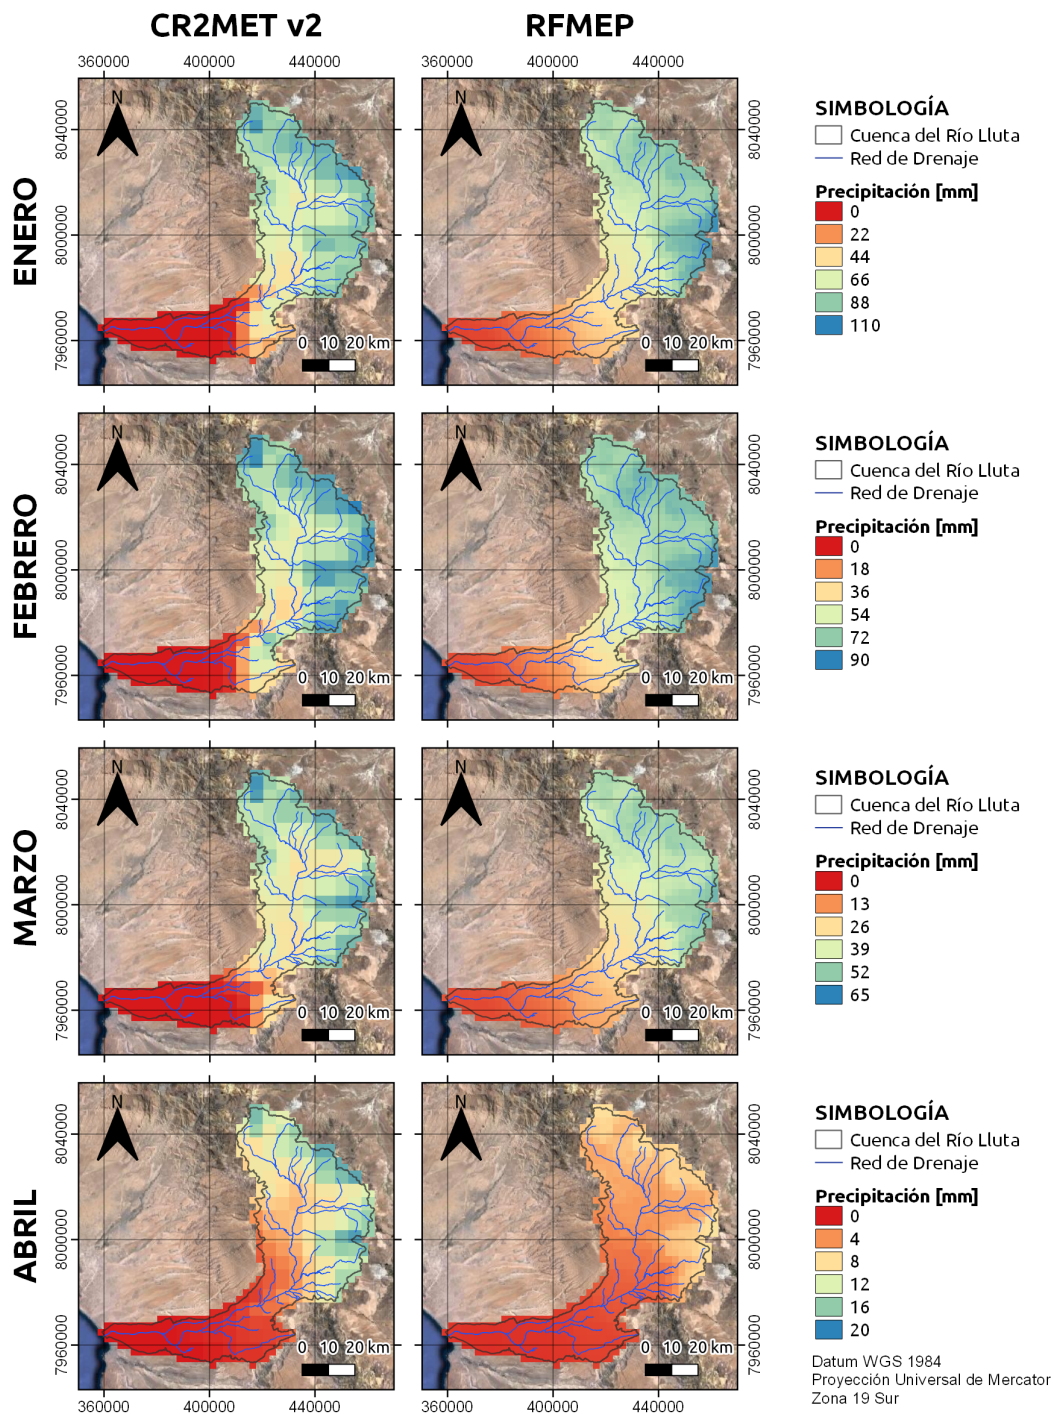 CR2MET v2
RFMEP
360000 400000 440000
360000 400000 440000
ENERO
8040000
8000000
7960000
N
0 10 20 km
N
0 10 20 km
8040000
8000000
7960000
SIMBOLOGÍA
Cuenca del Río Lluta
Red de Drenaje
Precipitación [mm]
0
22
44
66
88
110
FEBRERO
8040000
8000000
7960000
N
0 10 20 km
N
0 10 20 km
8040000
8000000
7960000
SIMBOLOGÍA
Cuenca del Río Lluta
Red de Drenaje
Precipitación [mm]
0
18
36
54
72
90
MARZO
8040000
8000000
7960000
N
0 10 20 km
N
0 10 20 km
8040000
8000000
7960000
SIMBOLOGÍA
Cuenca del Río Lluta
Red de Drenaje
Precipitación [mm]
0
13
26
39
52
65
ABRIL
8040000
8000000
7960000
N
0 10 20 km
N
0 10 20 km
8040000
8000000
7960000
SIMBOLOGÍA
Cuenca del Río Lluta
Red de Drenaje
Precipitación [mm]
0
4
8
12
16
20
360000 400000 440000
360000 400000 440000
Datum WGS 1984
Proyección Universal de Mercator
Zona 19 Sur